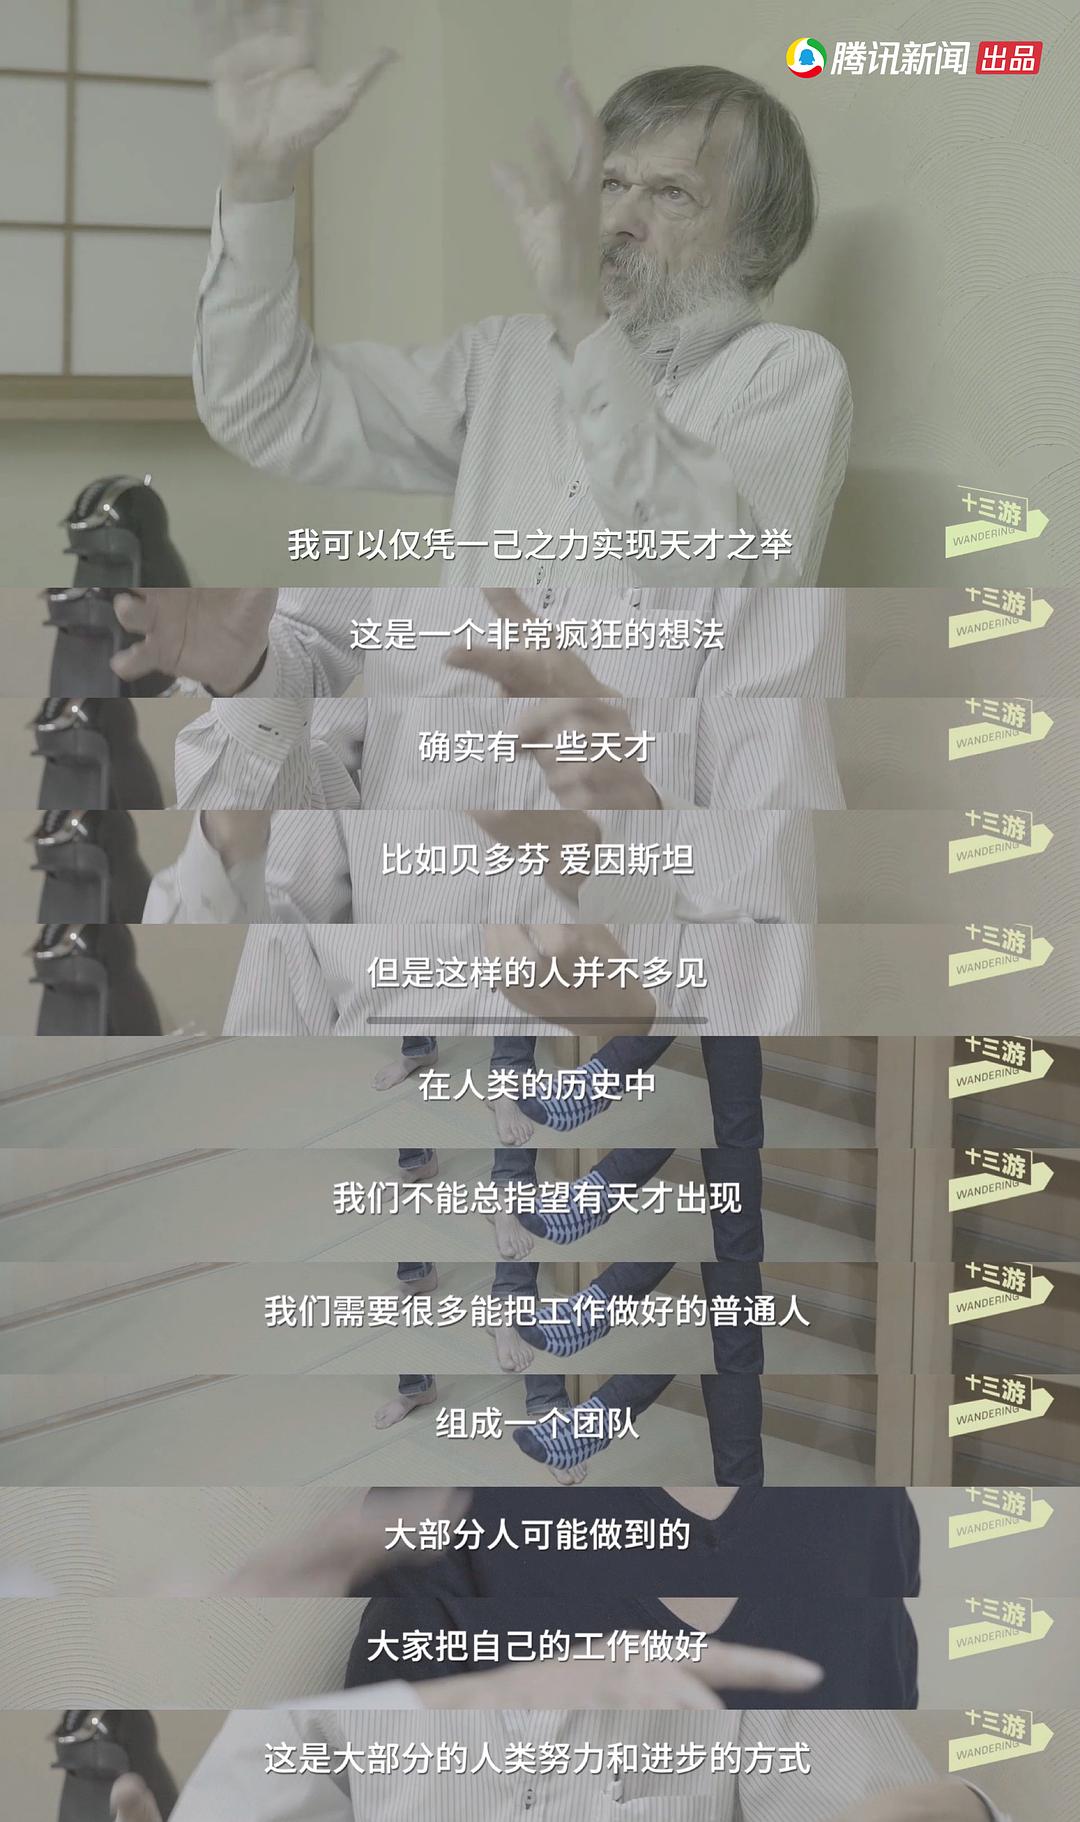 腾讯新闻 出品
十三游
WANDERING
我可以仅凭一己之力实现天才之举
十三游
WANDERING
这是一个非常疯狂的想法
十三游
WANDERING
确实有一些天才
十三游
WANDERING
比如贝多芬 爱因斯坦
十三游
WANDERING
但是这样的人并不多见
十三游
WANDERING
在人类的历史中
十三游
WANDERING
我们不能总指望有天才出现
十三游
WANDERING
我们需要很多能把工作做好的普通人
十三游
WANDERING
组成一个团队
十三游
WANDERING
大部分人可能做到的
十三游
WANDERING
大家把自己的工作做好
十三游
WANDERING
这是大部分的人类努力和进步的方式